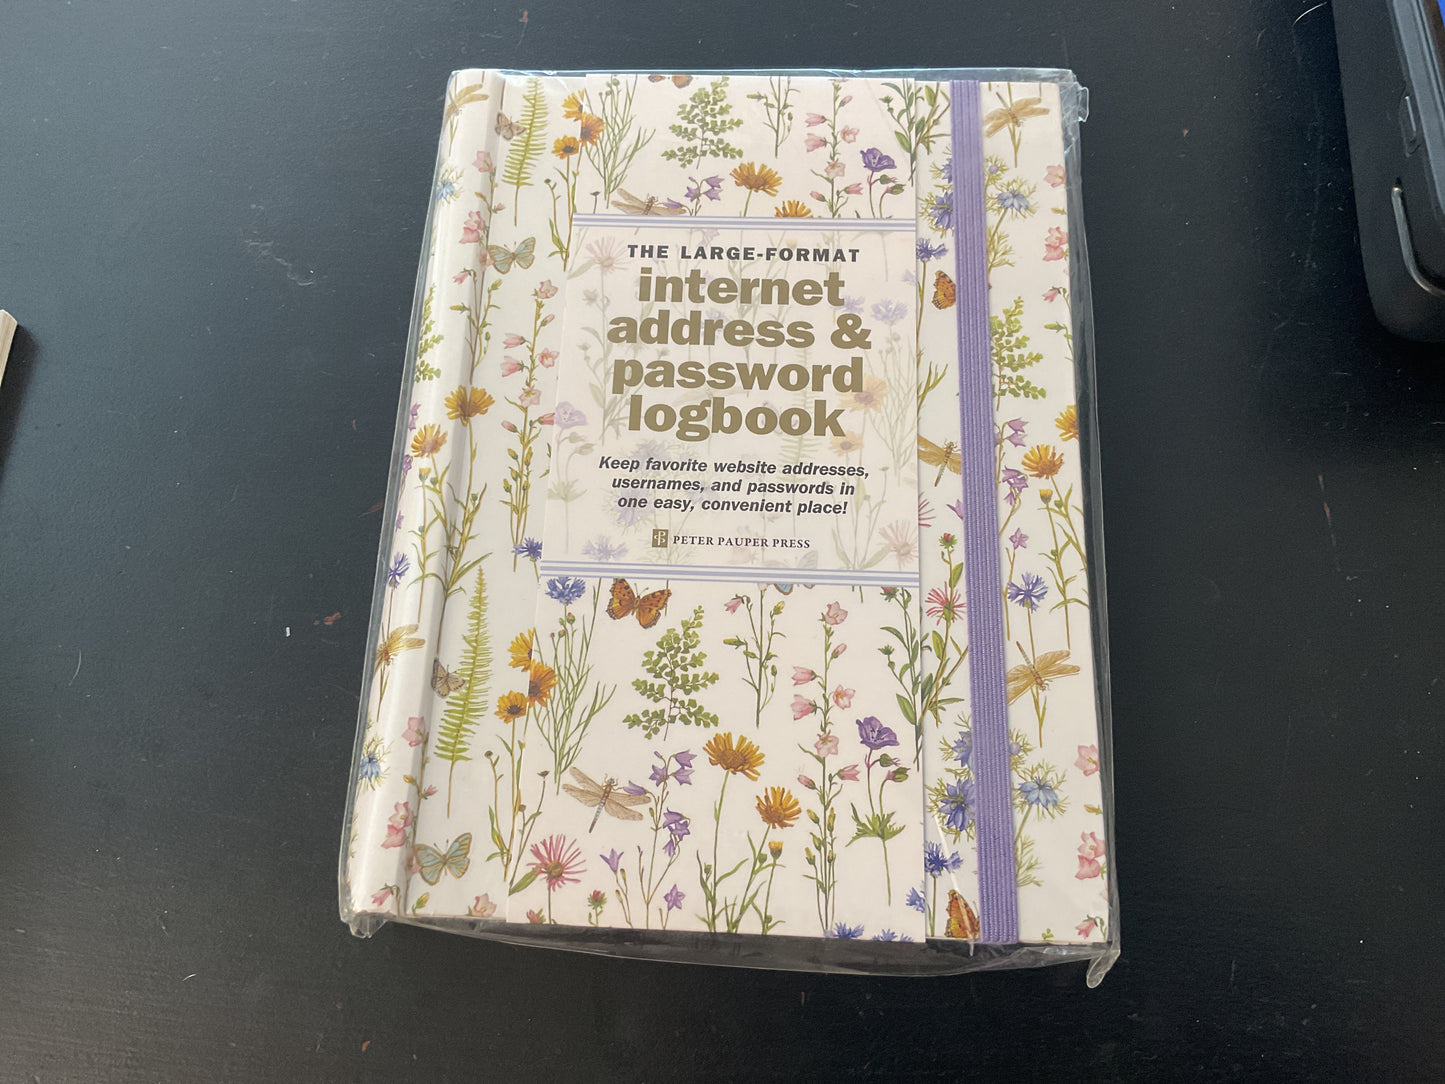 THE LARGE-FORMAT
internet
address &
password
logbook
Keep favorite website addresses,
usernames, and passwords in
one easy, convenient place!
PETER PAUPER PRESS